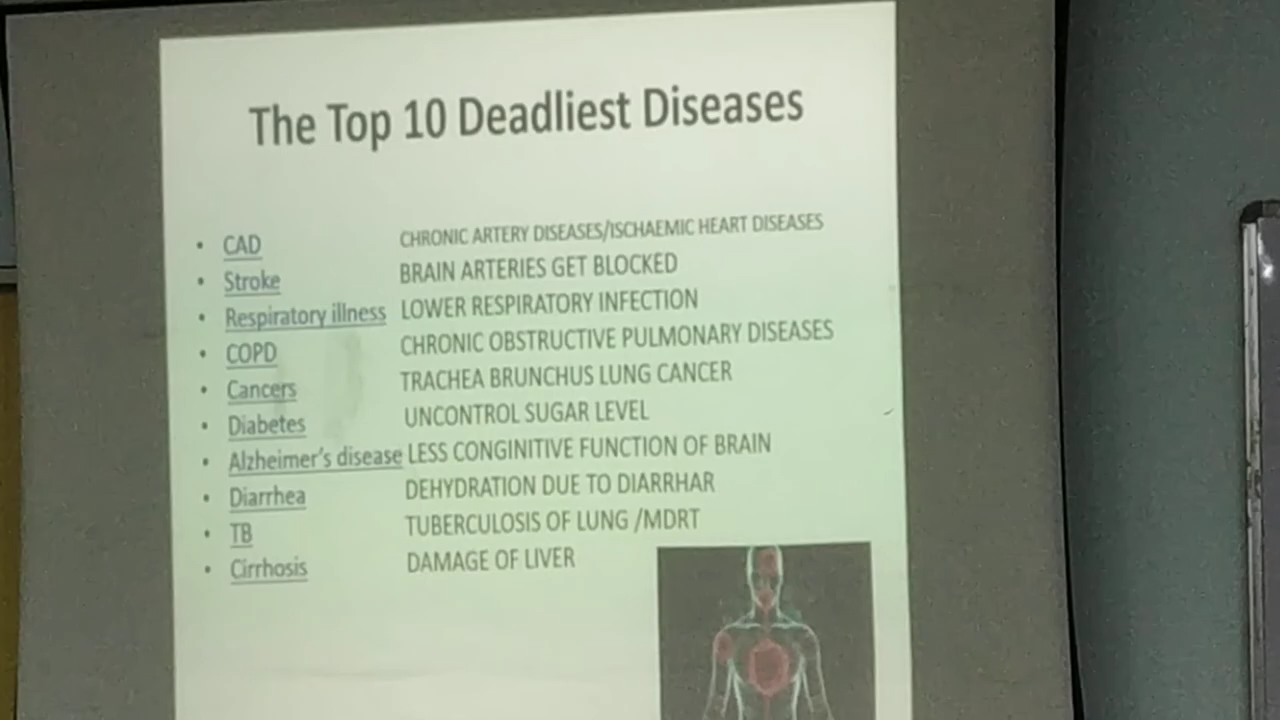 The Top 10 Deadliest Diseases
• CAD CHRONIC ARTERY DISEASES/ISCHAEMIC HEART DISEASES
• Stroke BRAIN ARTERIES GET BLOCKED
• Respiratory illness LOWER RESPIRATORY INFECTION
• COPD CHRONIC OBSTRUCTIVE PULMONARY DISEASES
• Cancers TRACHEA BRUNCHUS LUNG CANCER
• Diabetes UNCONTROL SUGAR LEVEL
• Alzheimer's disease LESS CONGINITIVE FUNCTION OF BRAIN
• Diarrhea DEHYDRATION DUE TO DIARRHAR
• TB TUBERCULOSIS OF LUNG /MDRT
• Cirrhosis DAMAGE OF LIVER